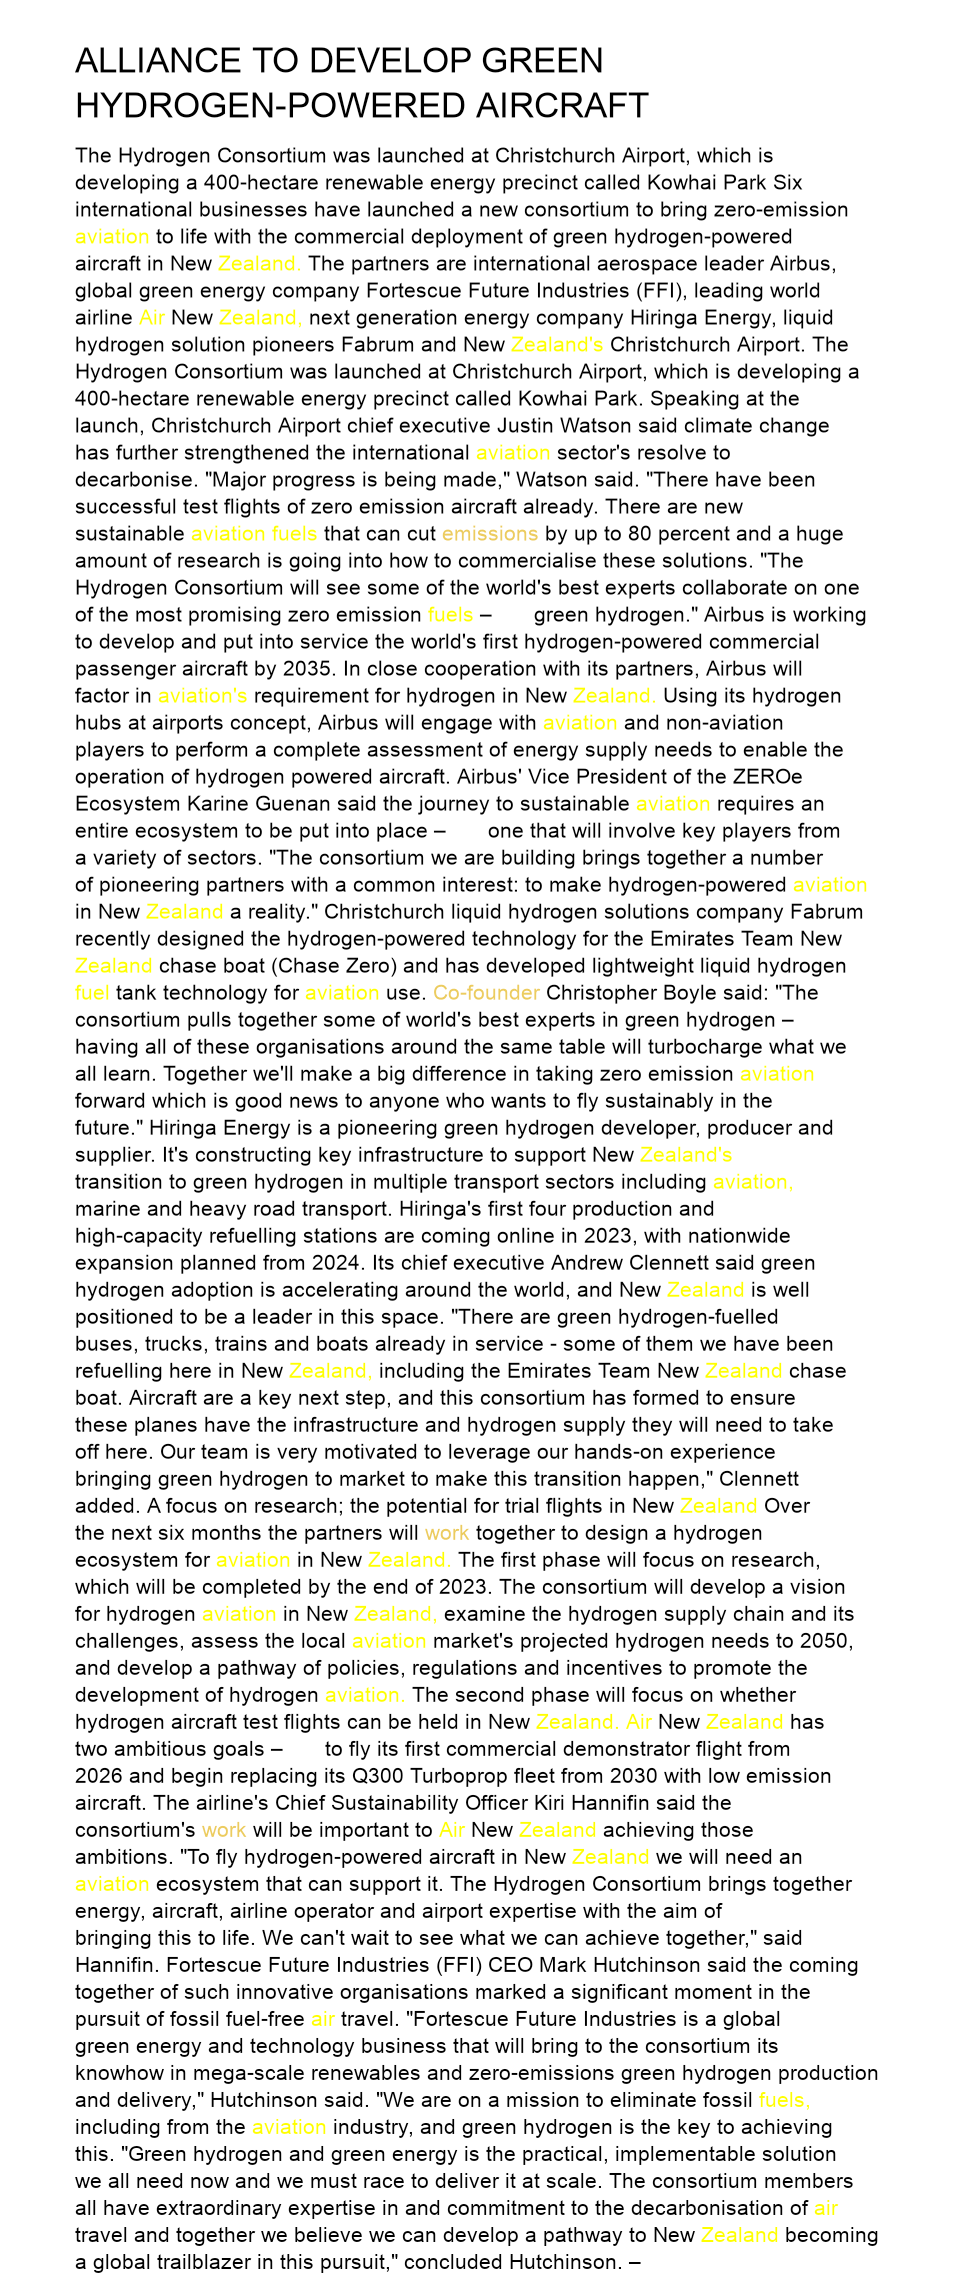 ALLIANCE TO DEVELOP GREEN
HYDROGEN-POWERED AIRCRAFT
The Hydrogen Consortium was launched at Christchurch Airport, which is
developing a 400-hectare renewable energy precinct called Kowhai Park Six
international businesses have launched a new consortium to bring zero-emission
aviation to life with the commercial deployment of green hydrogen-powered
aircraft in New Zealand. The partners are international aerospace leader Airbus,
global green energy company Fortescue Future Industries (FFI), leading world
airline Air New Zealand, next generation energy company Hiringa Energy, liquid
hydrogen solution pioneers Fabrum and New Zealand's Christchurch Airport. The
Hydrogen Consortium was launched at Christchurch Airport, which is developing a
400-hectare renewable energy precinct called Kowhai Park. Speaking at the
launch, Christchurch Airport chief executive Justin Watson said climate change
has further strengthened the international aviation sector's resolve to
decarbonise. "Major progress is being made," Watson said. "There have been
successful test flights of zero emission aircraft already. There are new
sustainable aviation fuels that can cut emissions by up to 80 percent and a huge
amount of research is going into how to commercialise these solutions. "The
Hydrogen Consortium will see some of the world's best experts collaborate on one
of the most promising zero emission fuels – green hydrogen." Airbus is working
to develop and put into service the world's first hydrogen-powered commercial
passenger aircraft by 2035. In close cooperation with its partners, Airbus will
factor in aviation's requirement for hydrogen in New Zealand. Using its hydrogen
hubs at airports concept, Airbus will engage with aviation and non-aviation
players to perform a complete assessment of energy supply needs to enable the
operation of hydrogen powered aircraft. Airbus' Vice President of the ZEROe
Ecosystem Karine Guenan said the journey to sustainable aviation requires an
entire ecosystem to be put into place – one that will involve key players from
a variety of sectors. "The consortium we are building brings together a number
of pioneering partners with a common interest: to make hydrogen-powered aviation
in New Zealand a reality." Christchurch liquid hydrogen solutions company Fabrum
recently designed the hydrogen-powered technology for the Emirates Team New
Zealand chase boat (Chase Zero) and has developed lightweight liquid hydrogen
fuel tank technology for aviation use. Co-founder Christopher Boyle said: "The
consortium pulls together some of world's best experts in green hydrogen –
having all of these organisations around the same table will turbocharge what we
all learn. Together we'll make a big difference in taking zero emission aviation
forward which is good news to anyone who wants to fly sustainably in the
future." Hiringa Energy is a pioneering green hydrogen developer, producer and
supplier. It's constructing key infrastructure to support New Zealand's
transition to green hydrogen in multiple transport sectors including aviation,
marine and heavy road transport. Hiringa's first four production and
high-capacity refuelling stations are coming online in 2023, with nationwide
expansion planned from 2024. Its chief executive Andrew Clennett said green
hydrogen adoption is accelerating around the world, and New Zealand is well
positioned to be a leader in this space. "There are green hydrogen-fuelled
buses, trucks, trains and boats already in service - some of them we have been
refuelling here in New Zealand, including the Emirates Team New Zealand chase
boat. Aircraft are a key next step, and this consortium has formed to ensure
these planes have the infrastructure and hydrogen supply they will need to take
off here. Our team is very motivated to leverage our hands-on experience
bringing green hydrogen to market to make this transition happen," Clennett
added. A focus on research; the potential for trial flights in New Zealand Over
the next six months the partners will work together to design a hydrogen
ecosystem for aviation in New Zealand. The first phase will focus on research,
which will be completed by the end of 2023. The consortium will develop a vision
for hydrogen aviation in New Zealand, examine the hydrogen supply chain and its
challenges, assess the local aviation market's projected hydrogen needs to 2050,
and develop a pathway of policies, regulations and incentives to promote the
development of hydrogen aviation. The second phase will focus on whether
hydrogen aircraft test flights can be held in New Zealand. Air New Zealand has
two ambitious goals – to fly its first commercial demonstrator flight from
2026 and begin replacing its Q300 Turboprop fleet from 2030 with low emission
aircraft. The airline's Chief Sustainability Officer Kiri Hannifin said the
consortium's work will be important to Air New Zealand achieving those
ambitions. "To fly hydrogen-powered aircraft in New Zealand we will need an
aviation ecosystem that can support it. The Hydrogen Consortium brings together
energy, aircraft, airline operator and airport expertise with the aim of
bringing this to life. We can't wait to see what we can achieve together," said
Hannifin. Fortescue Future Industries (FFI) CEO Mark Hutchinson said the coming
together of such innovative organisations marked a significant moment in the
pursuit of fossil fuel-free air travel. "Fortescue Future Industries is a global
green energy and technology business that will bring to the consortium its
knowhow in mega-scale renewables and zero-emissions green hydrogen production
and delivery," Hutchinson said. "We are on a mission to eliminate fossil fuels,
including from the aviation industry, and green hydrogen is the key to achieving
this. "Green hydrogen and green energy is the practical, implementable solution
we all need now and we must race to deliver it at scale. The consortium members
all have extraordinary expertise in and commitment to the decarbonisation of air
travel and together we believe we can develop a pathway to New Zealand becoming
a global trailblazer in this pursuit," concluded Hutchinson. –